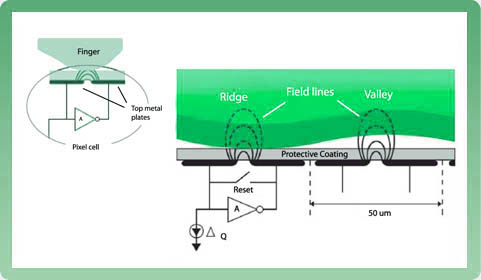 Finger
Top metal
plates
A
Pixel cell
Ridge
Field lines
Valley
Protective Coating
Reset
A
Δ
Q
50 um